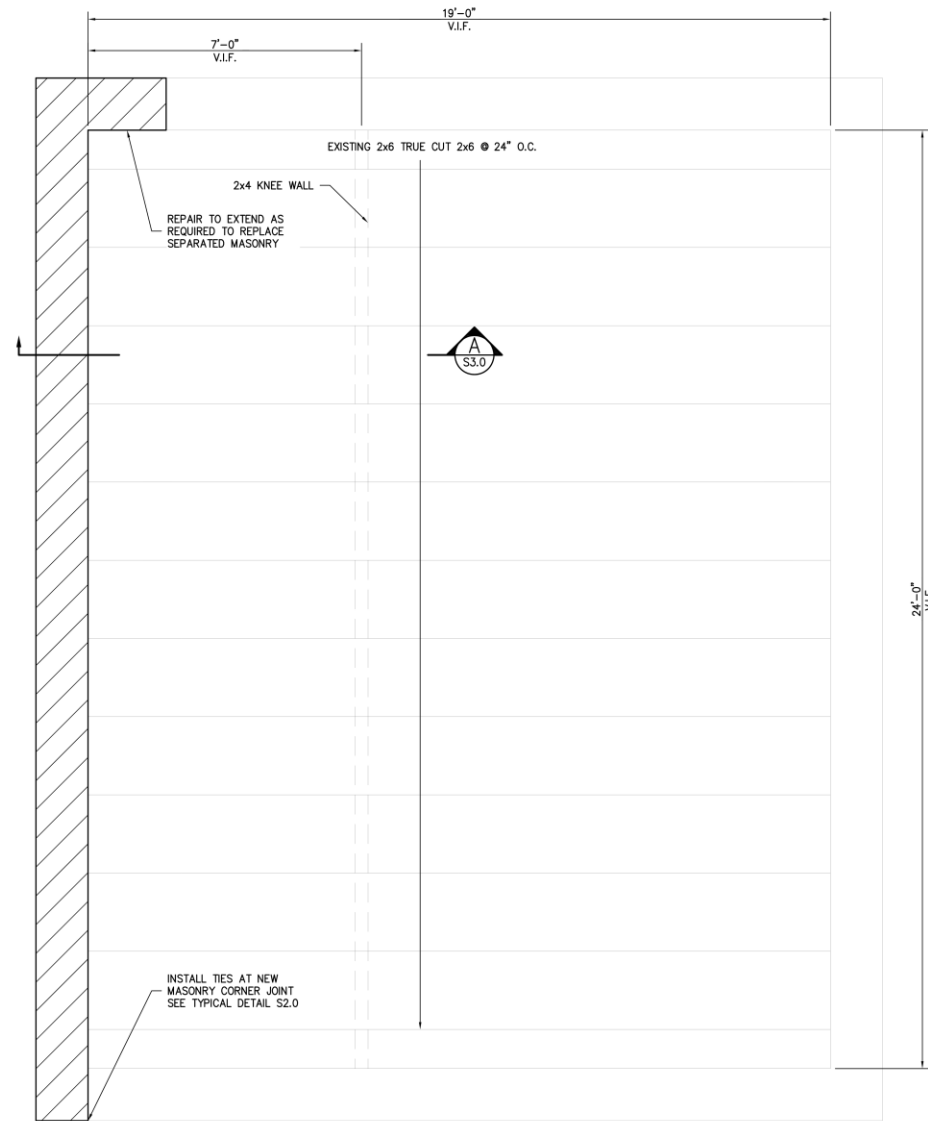 19'-0"
V.I.F.
7'-0"
V.I.F.
EXISTING 2x6 TRUE CUT 2x6 @ 24" O.C.
2x4 KNEE WALL
REPAIR TO EXTEND AS
REQUIRED TO REPLACE
SEPARATED MASONRY
A
S3.0
24'-0"
V.I.F.
INSTALL TIES AT NEW
MASONRY CORNER JOINT
SEE TYPICAL DETAIL S2.0